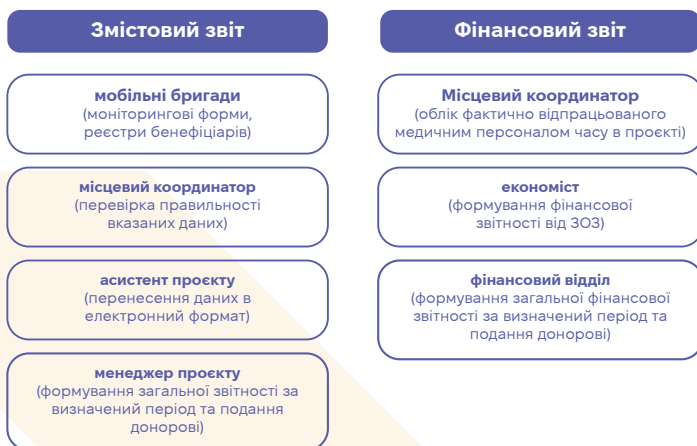 Змістовий звіт
мобільні бригади
(моніторингові форми,
реєстри бенефіціарів)
місцевий координатор
(перевірка правильності
вказаних даних)
асистент проєкту
(перенесення даних в
електронний формат)
менеджер проєкту
(формування загальної звітності за
визначений період та подання
донорові)
Фінансовий звіт
Місцевий координатор
(облік фактично відпрацьованого
медичним персоналом часу в проєкті)
економіст
(формування фінансової
звітності від ЗОЗ)
фінансовий відділ
(формування загальної фінансової
звітності за визначений період та
подання донорові)